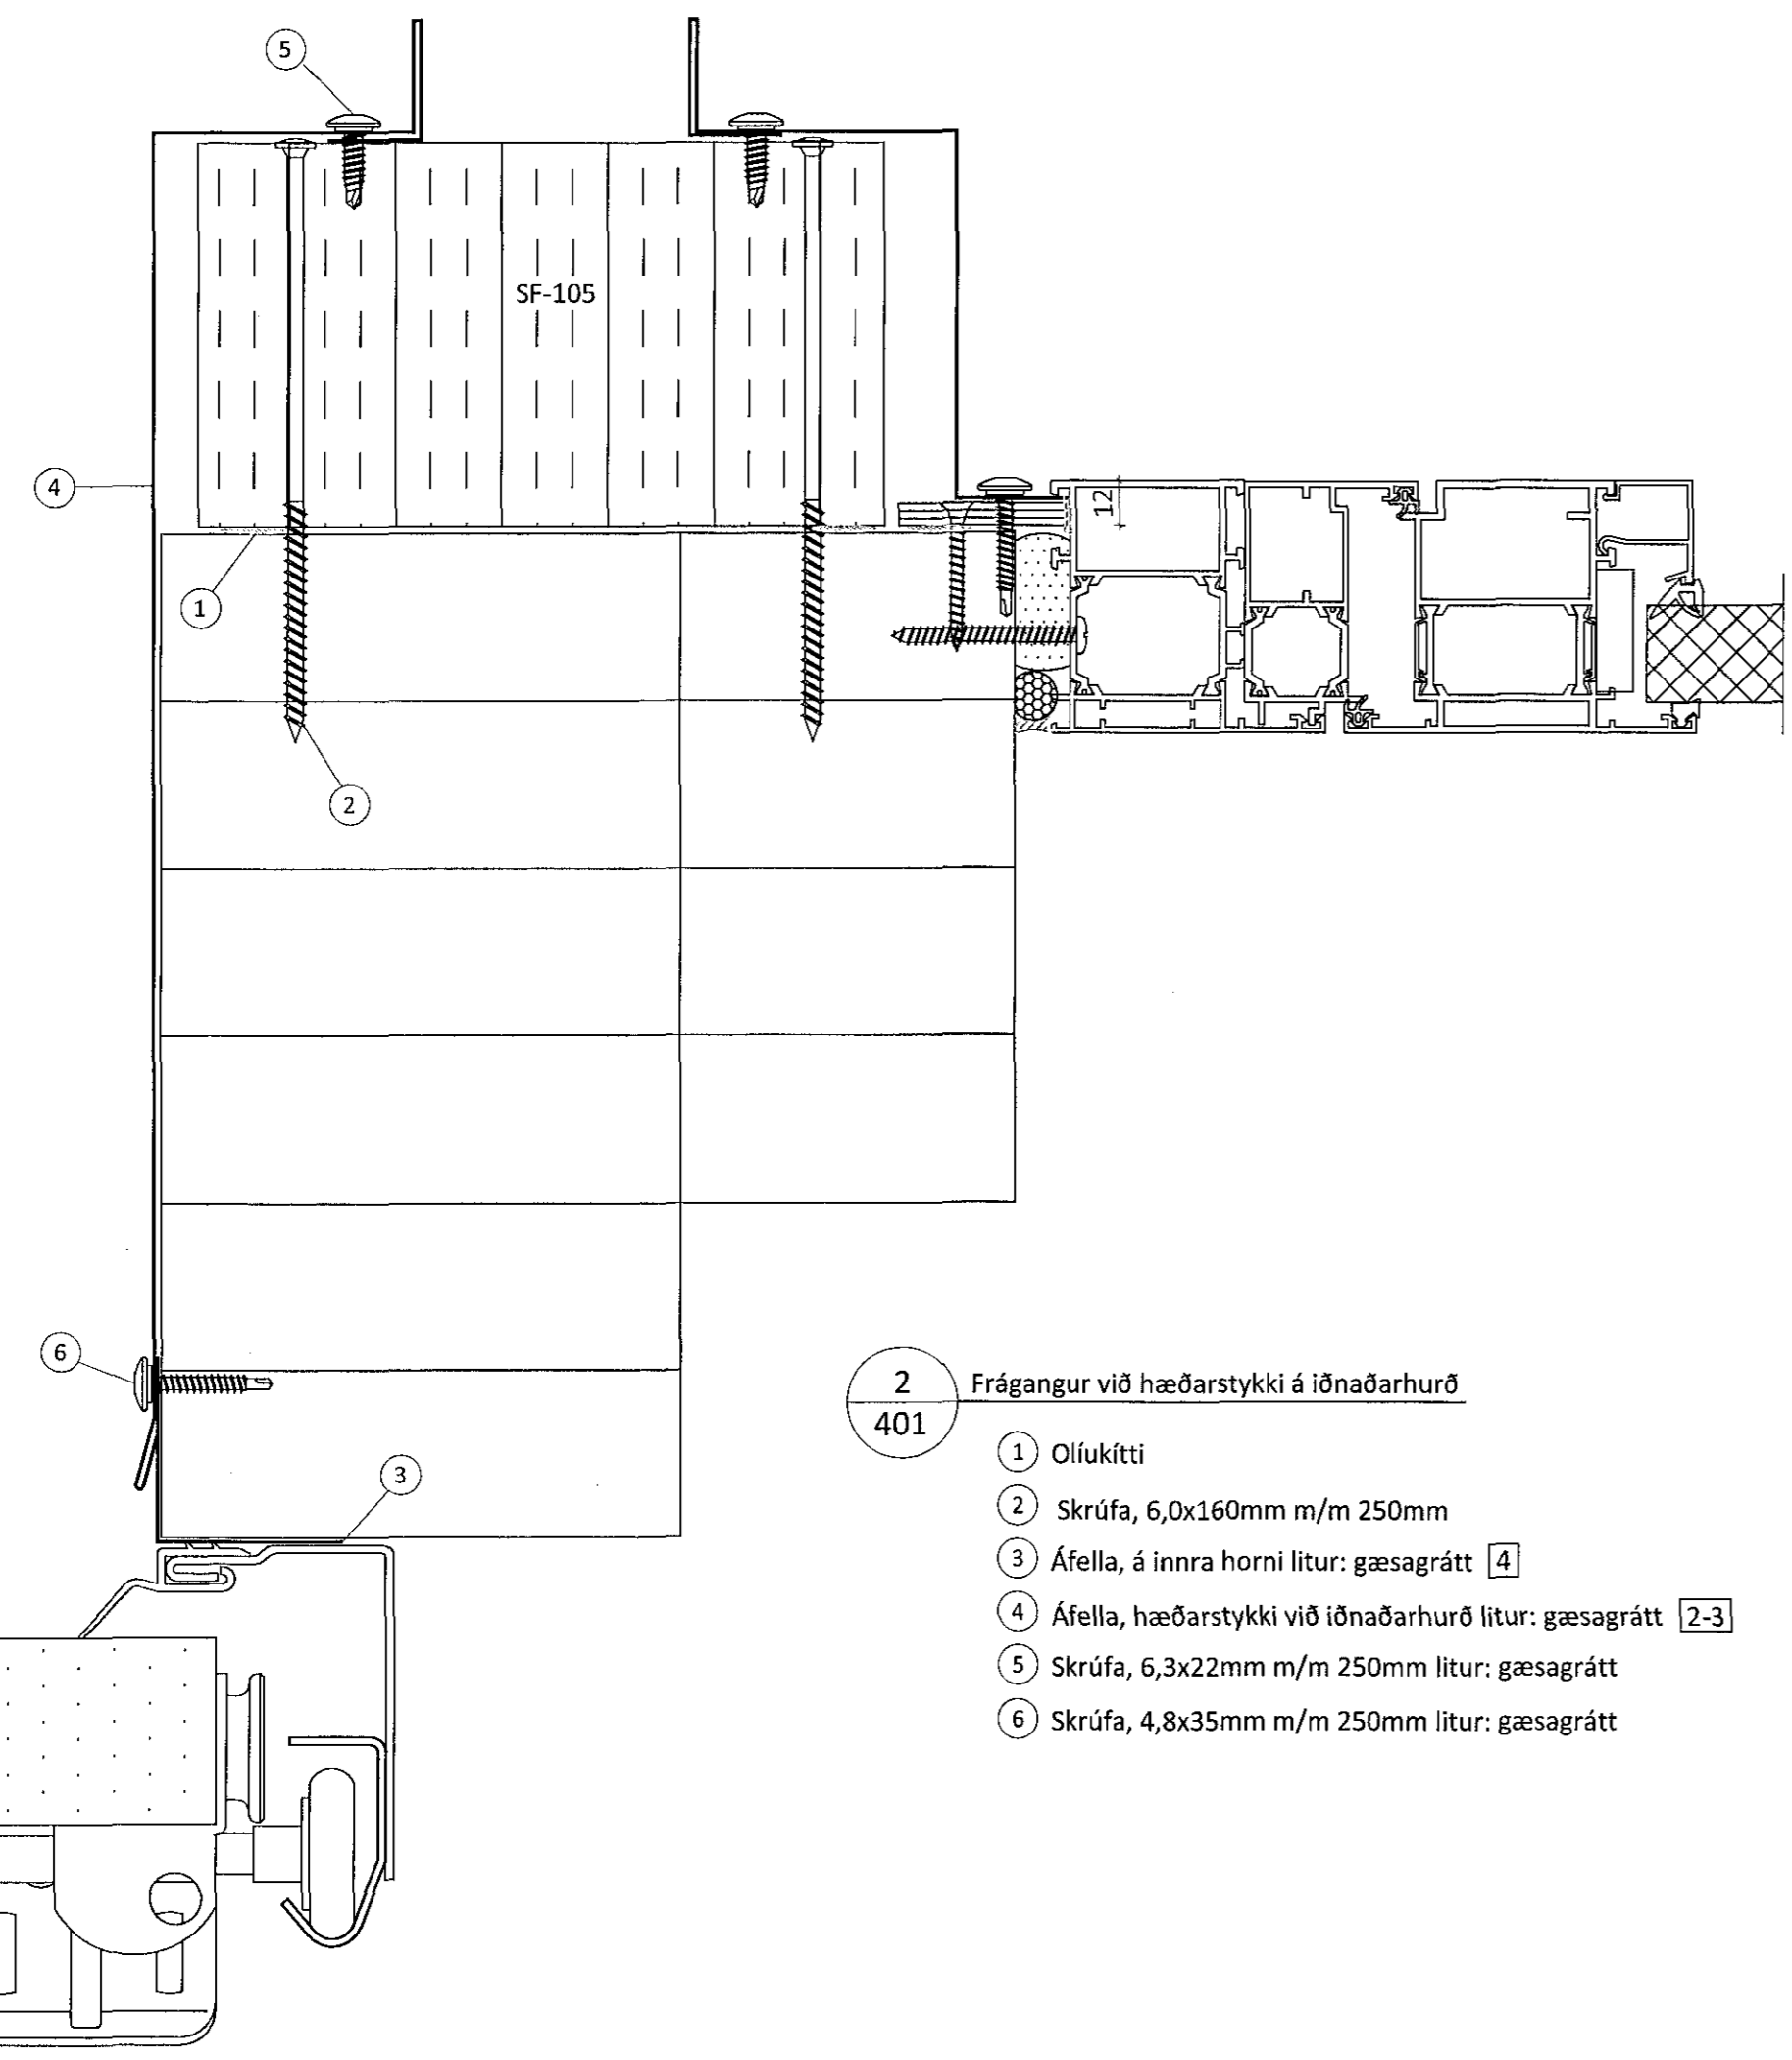 5
SF-105
4
12
1
2
6
3
2
401
Frágangur við hæðarstykki á iðnaðarhurð
1 Olíukítti
2 Skrúfa, 6,0x160mm m/m 250mm
3 Áfella, á innra horni litur: gæsagrátt 4
4 Áfella, hæðarstykki við iðnaðarhurð litur: gæsagrátt 2-3
5 Skrúfa, 6,3x22mm m/m 250mm litur: gæsagrátt
6 Skrúfa, 4,8x35mm m/m 250mm litur: gæsagrátt